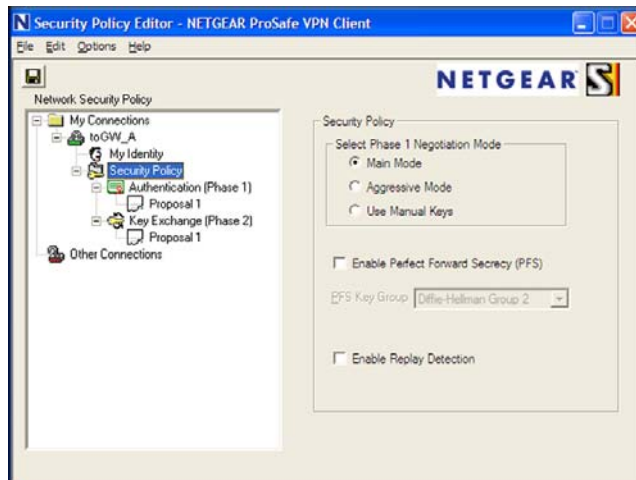 N Security Policy Editor - NETGEAR ProSafe VPN Client
File Edit Options Help
NETGEAR S
Network Security Policy
My Connections
toGW_A
My Identity
Security Policy
Authentication (Phase 1)
Proposal 1
Key Exchange (Phase 2)
Proposal 1
Other Connections
Security Policy
Select Phase 1 Negotiation Mode
Main Mode
Aggressive Mode
Use Manual Keys
Enable Perfect Forward Secrecy (PFS)
PFS Key Group Diffie-Hellman Group 2
Enable Replay Detection